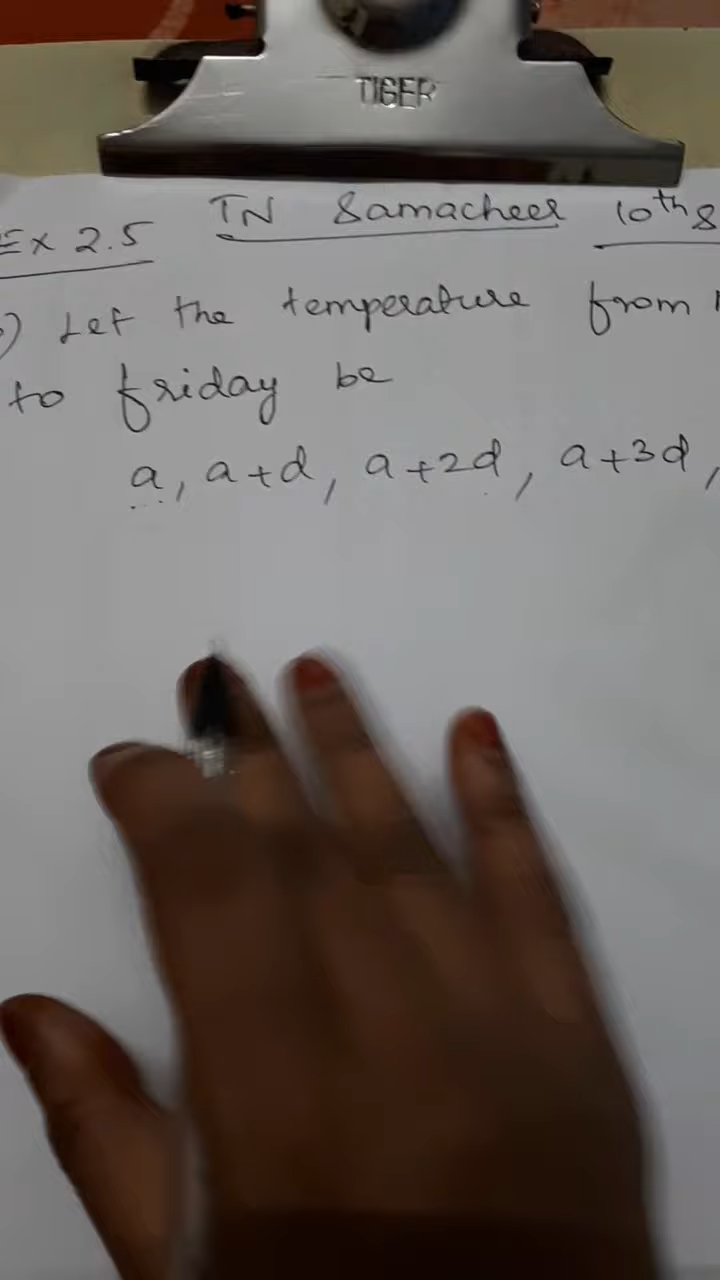 TIGER
Ex 2.5 TN Samacheer 10th
Let the temperature from
to friday be
a, a+d, a+2d, a+3d,